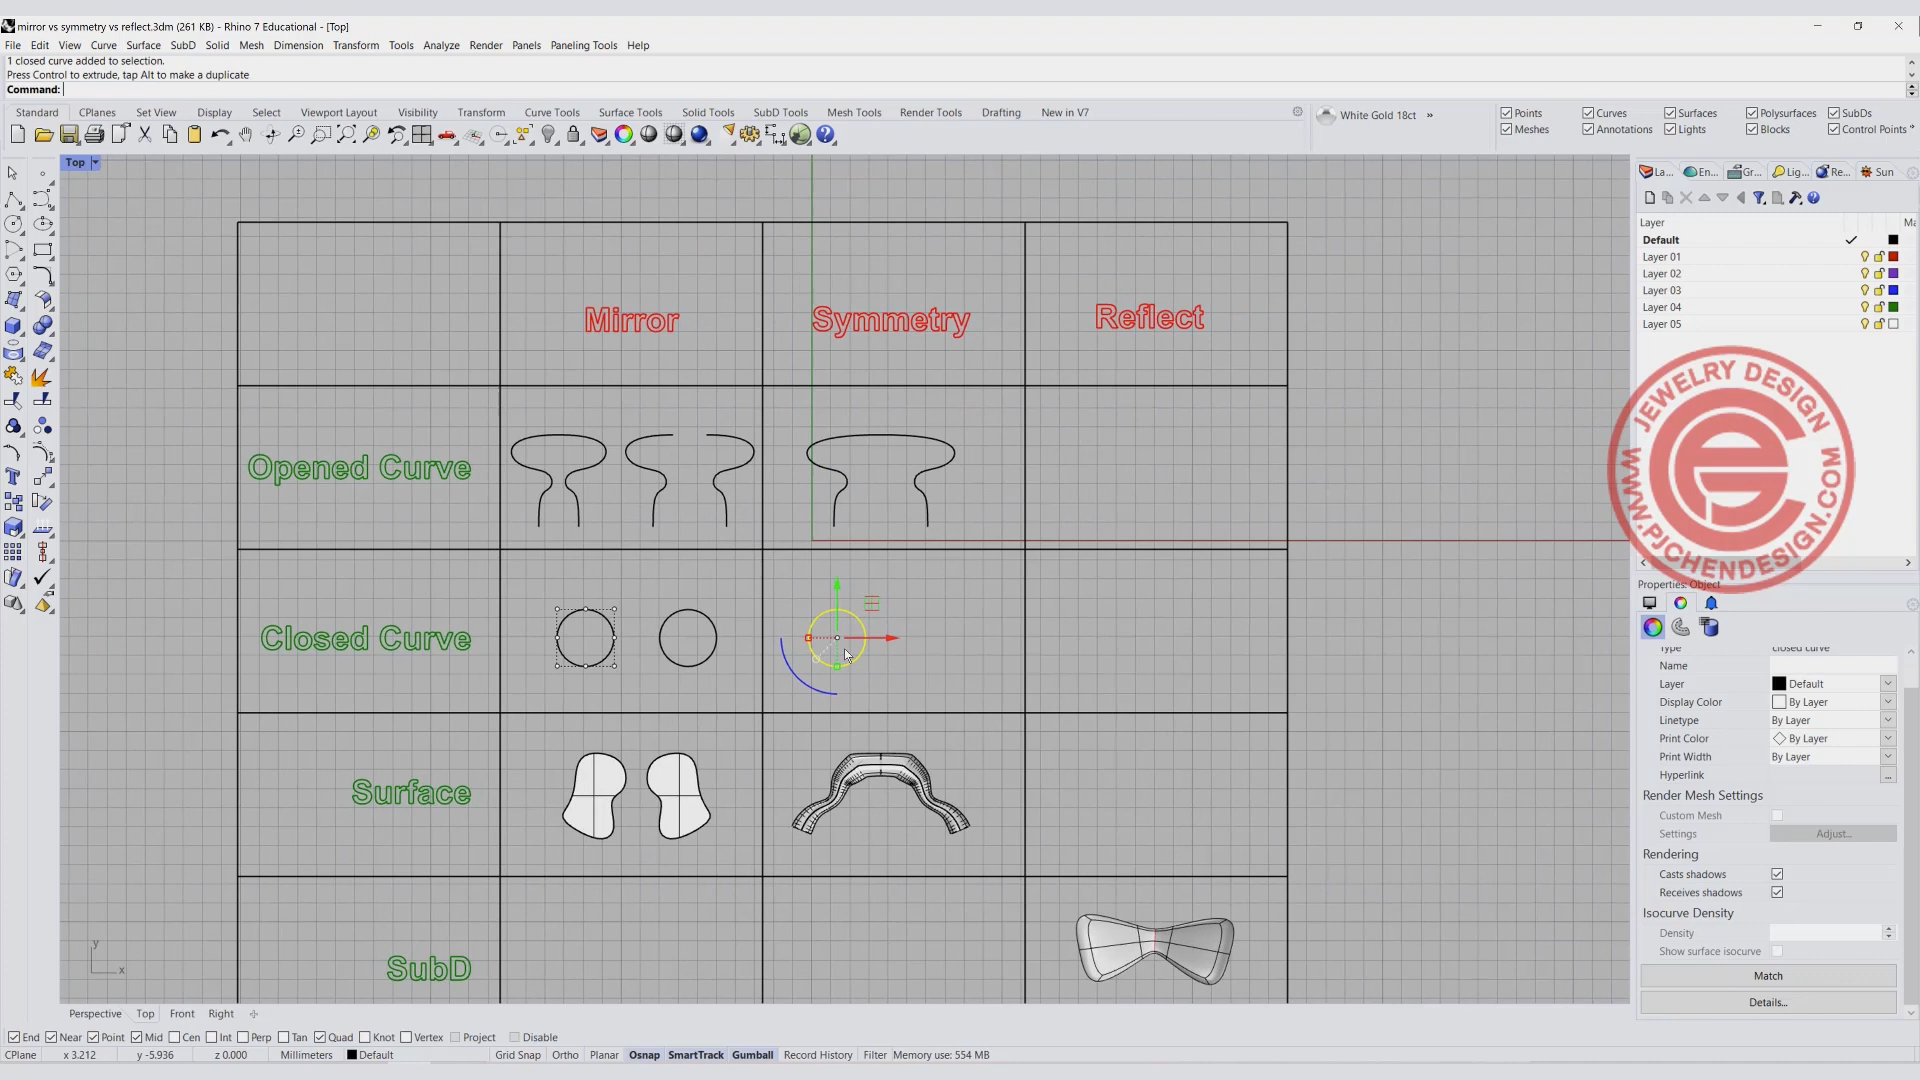 mirror vs symmetry vs reflect.3dm (261 KB) - Rhino 7 Educational - [Top]
File Edit View Curve Surface SubD Solid Mesh Dimension Transform Tools Analyze Render Panels Paneling Tools Help
1 closed curve added to selection.
Press Control to extrude, tap Alt to make a duplicate
Command:
Standard CPlanes Set View Display Select Viewport Layout Visibility Transform Curve Tools Surface Tools Solid Tools SubD Tools Mesh Tools Render Tools Drafting New in V7
White Gold 18ct »
Points Curves Surfaces Polysurfaces SubDs
Meshes Annotations Lights Blocks Control Points
Top
La... En... Gr... Lig... Re... Sun
Layer Ma
Default
Layer 01
Layer 02
Layer 03
Layer 04
Layer 05
Mirror Symmetry Reflect
Opened Curve
Closed Curve
Surface
SubD
JEWELRY DESIGN
WWW.PJCHENDESIGN.COM
Properties: Object
Type closed curve
Name
Layer Default
Display Color By Layer
Linetype By Layer
Print Color By Layer
Print Width By Layer
Hyperlink ...
Render Mesh Settings
Custom Mesh
Settings Adjust...
Rendering
Casts shadows
Receives shadows
Isocurve Density
Density
Show surface isocurve
Match
Details...
y
x
Perspective Top Front Right
End Near Point Mid Cen Int Perp Tan Quad Knot Vertex Project Disable
CPlane x 3.212 y -5.936 z 0.000 Millimeters Default Grid Snap Ortho Planar Osnap SmartTrack Gumball Record History Filter Memory use: 554 MB